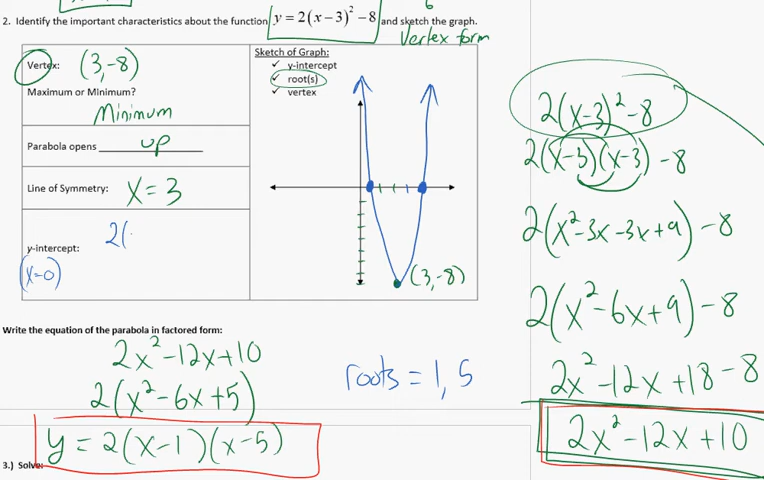 2. Identify the important characteristics about the function y = 2(x-3)² -8 and sketch the graph.
Vertex form
Vertex: (3,-8)
Maximum or Minimum?
Minimum
Parabola opens up
Line of Symmetry: X = 3
y-intercept: 2(
(x=0)
Sketch of Graph:
✓ y-intercept
✓ root(s)
✓ vertex
(3,-8)
Write the equation of the parabola in factored form:
2x²-12x+10
2(x²-6x+5)
y = 2(x-1)(x-5)
roots = 1, 5
3.) Solve:
2(x-3)²-8
2(x-3)(x-3)-8
2(x²-3x-3x+9)-8
2(x²-6x+9)-8
2x²-12x+18-8
2x²-12x+10